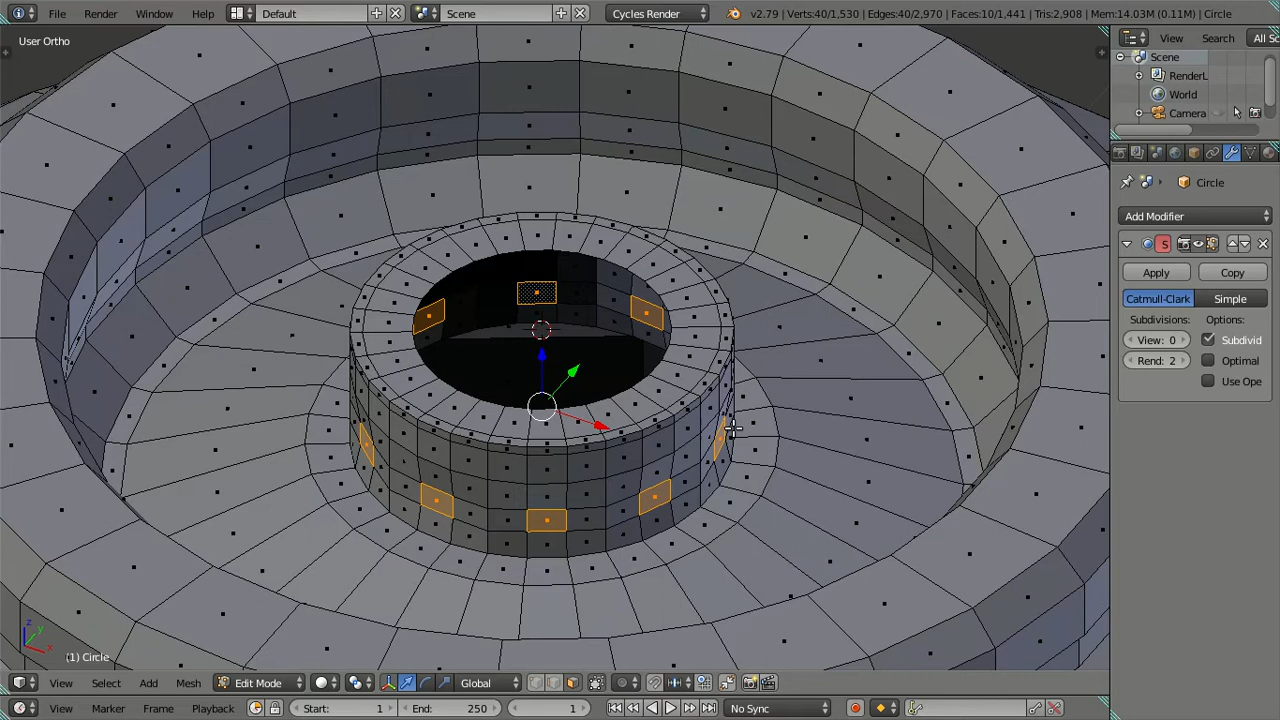 File Render Window Help Default Scene Cycles Render v2.79 | Verts:40/1,530 | Edges:40/2,970 | Faces:10/1,441 | Tris:2,908 | Mem:14.03M (0.11M) | Circle
User Ortho
View Search All Sc
Scene
RenderL
World
Camera
Circle
Add Modifier
S
Apply Copy
Catmull-Clark Simple
Subdivisions: Options:
View: 0 Subdivid
Rend: 2 Optimal
Use Ope
z
y
x
(1) Circle
View Select Add Mesh Edit Mode Global
View Marker Frame Playback Start: 1 End: 250 1 No Sync